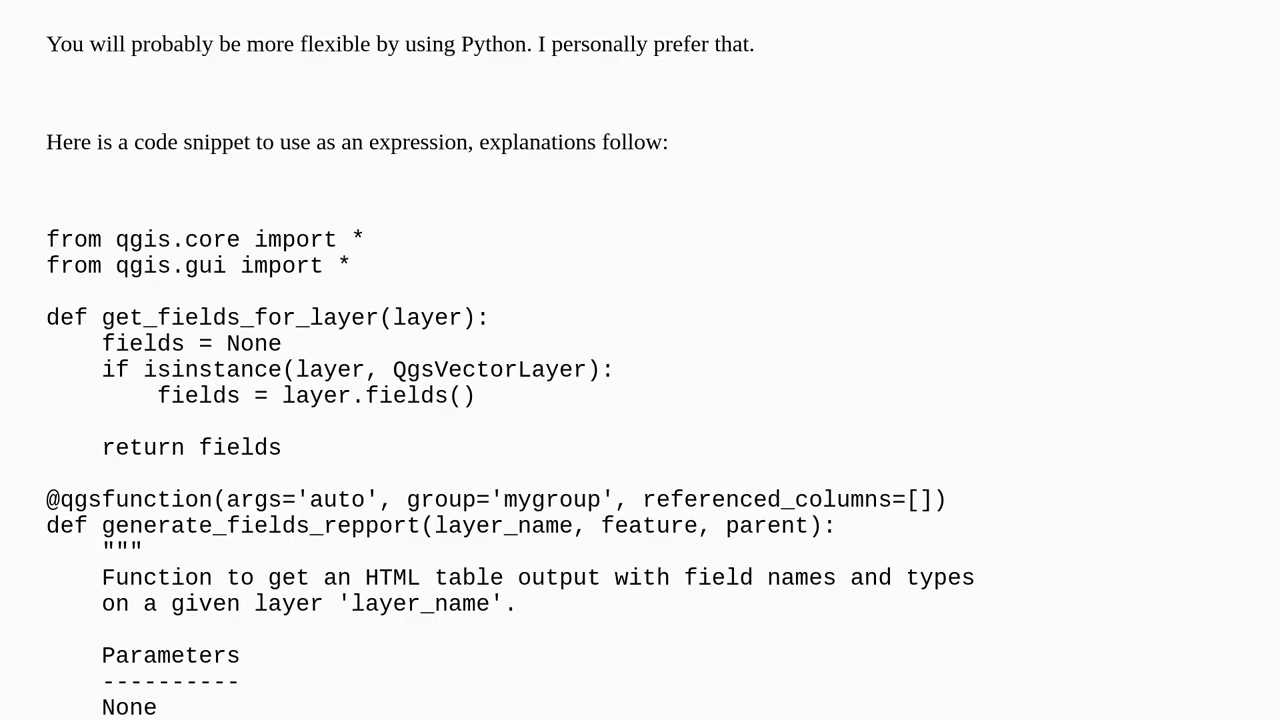 You will probably be more flexible by using Python. I personally prefer that.
Here is a code snippet to use as an expression, explanations follow:
from qgis.core import *
from qgis.gui import *
def get_fields_for_layer(layer):
    fields = None
    if isinstance(layer, QgsVectorLayer):
        fields = layer.fields()
    return fields
@qgsfunction(args='auto', group='mygroup', referenced_columns=[])
def generate_fields_repport(layer_name, feature, parent):
    """
    Function to get an HTML table output with field names and types
    on a given layer 'layer_name'.
    Parameters
    ----------
    None